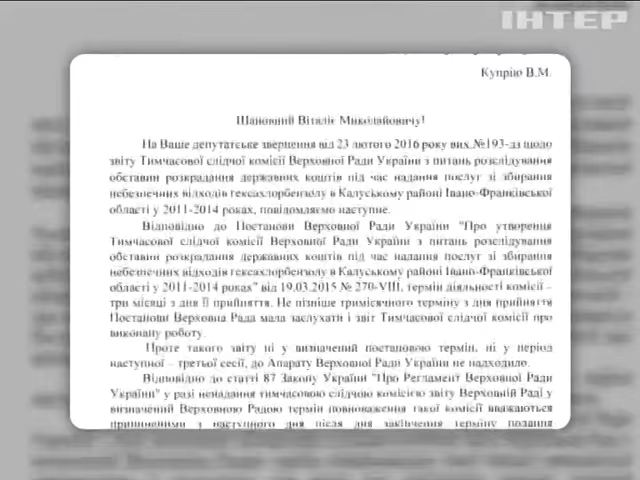 ІНТЕР
Купрію В.М.
Шановний Віталіє Миколайовичу!
На Ваше депутатське звернення від 23 лютого 2016 року вих.№193-дз щодо
звіту Тимчасової слідчої комісії Верховної Ради України з питань розслідування
обставин розкрадання державних коштів під час надання послуг зі збирання
небезпечних відходів гексахлорбензолу в Калуському районі Івано-Франківської
області у 2011-2014 роках, повідомляємо наступне.
Відповідно до Постанови Верховної Ради України "Про утворення
Тимчасової слідчої комісії Верховної Ради України з питань розслідування
обставин розкрадання державних коштів під час надання послуг зі збирання
небезпечних відходів гексахлорбензолу в Калуському районі Івано-Франківської
області у 2011-2014 роках" від 19.03.2015 № 270-VIII, термін діяльності комісії –
три місяці з дня її прийняття. Не пізніше тримісячного терміну з дня прийняття
Постанови Верховна Рада мала заслухати і звіт Тимчасової слідчої комісії про
виконану роботу.
Проте такого звіту ні у визначений постановою термін, ні у період
наступної – третьої сесії, до Апарату Верховної Ради України не надходило.
Відповідно до статті 87 Закону України "Про Регламент Верховної Ради
України" у разі ненадання тимчасовою слідчою комісією звіту Верховній Раді у
визначений Верховною Радою термін повноваження такої комісії вважаються
припиненими з наступного дня після дня закінчення терміну подання